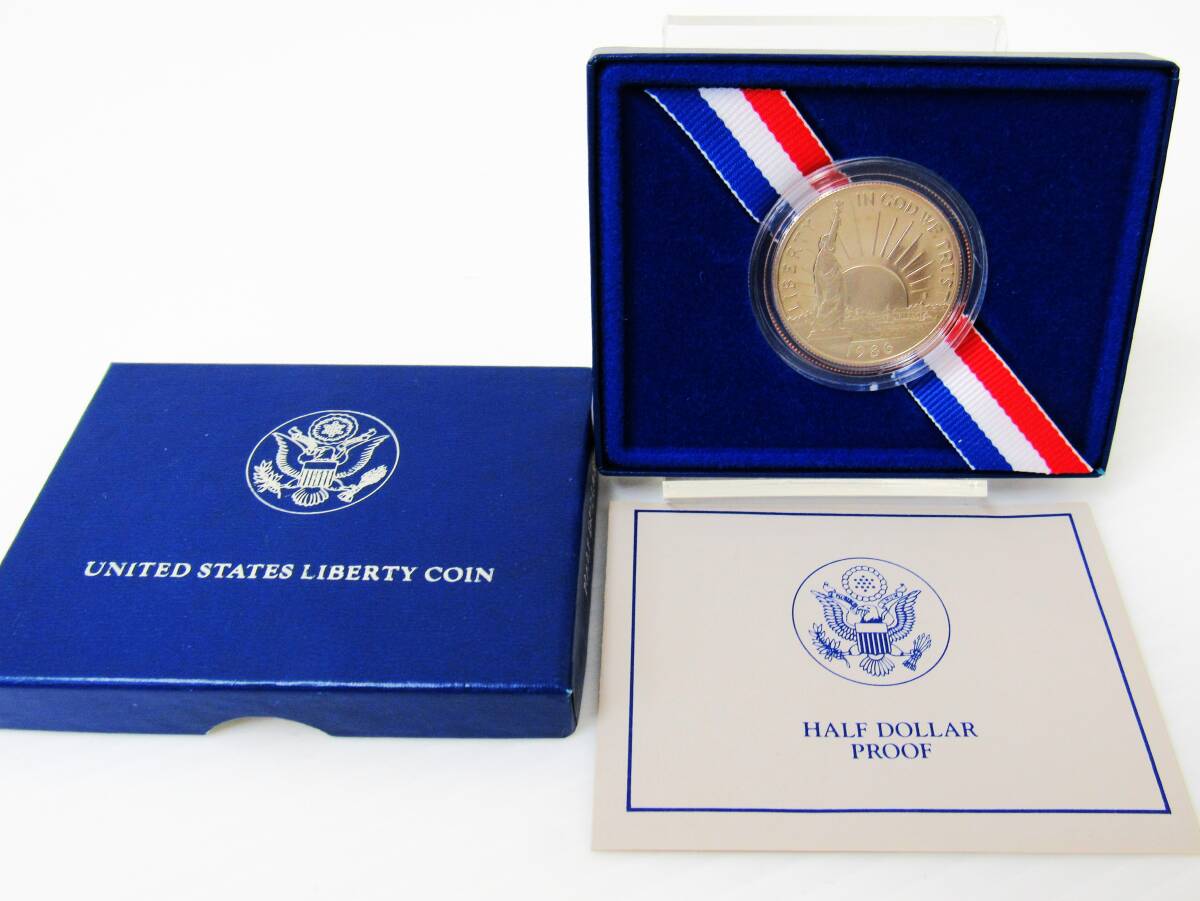 LIBERTY
IN GOD WE TRUST
1986
UNITED STATES LIBERTY COIN
HALF DOLLAR
PROOF